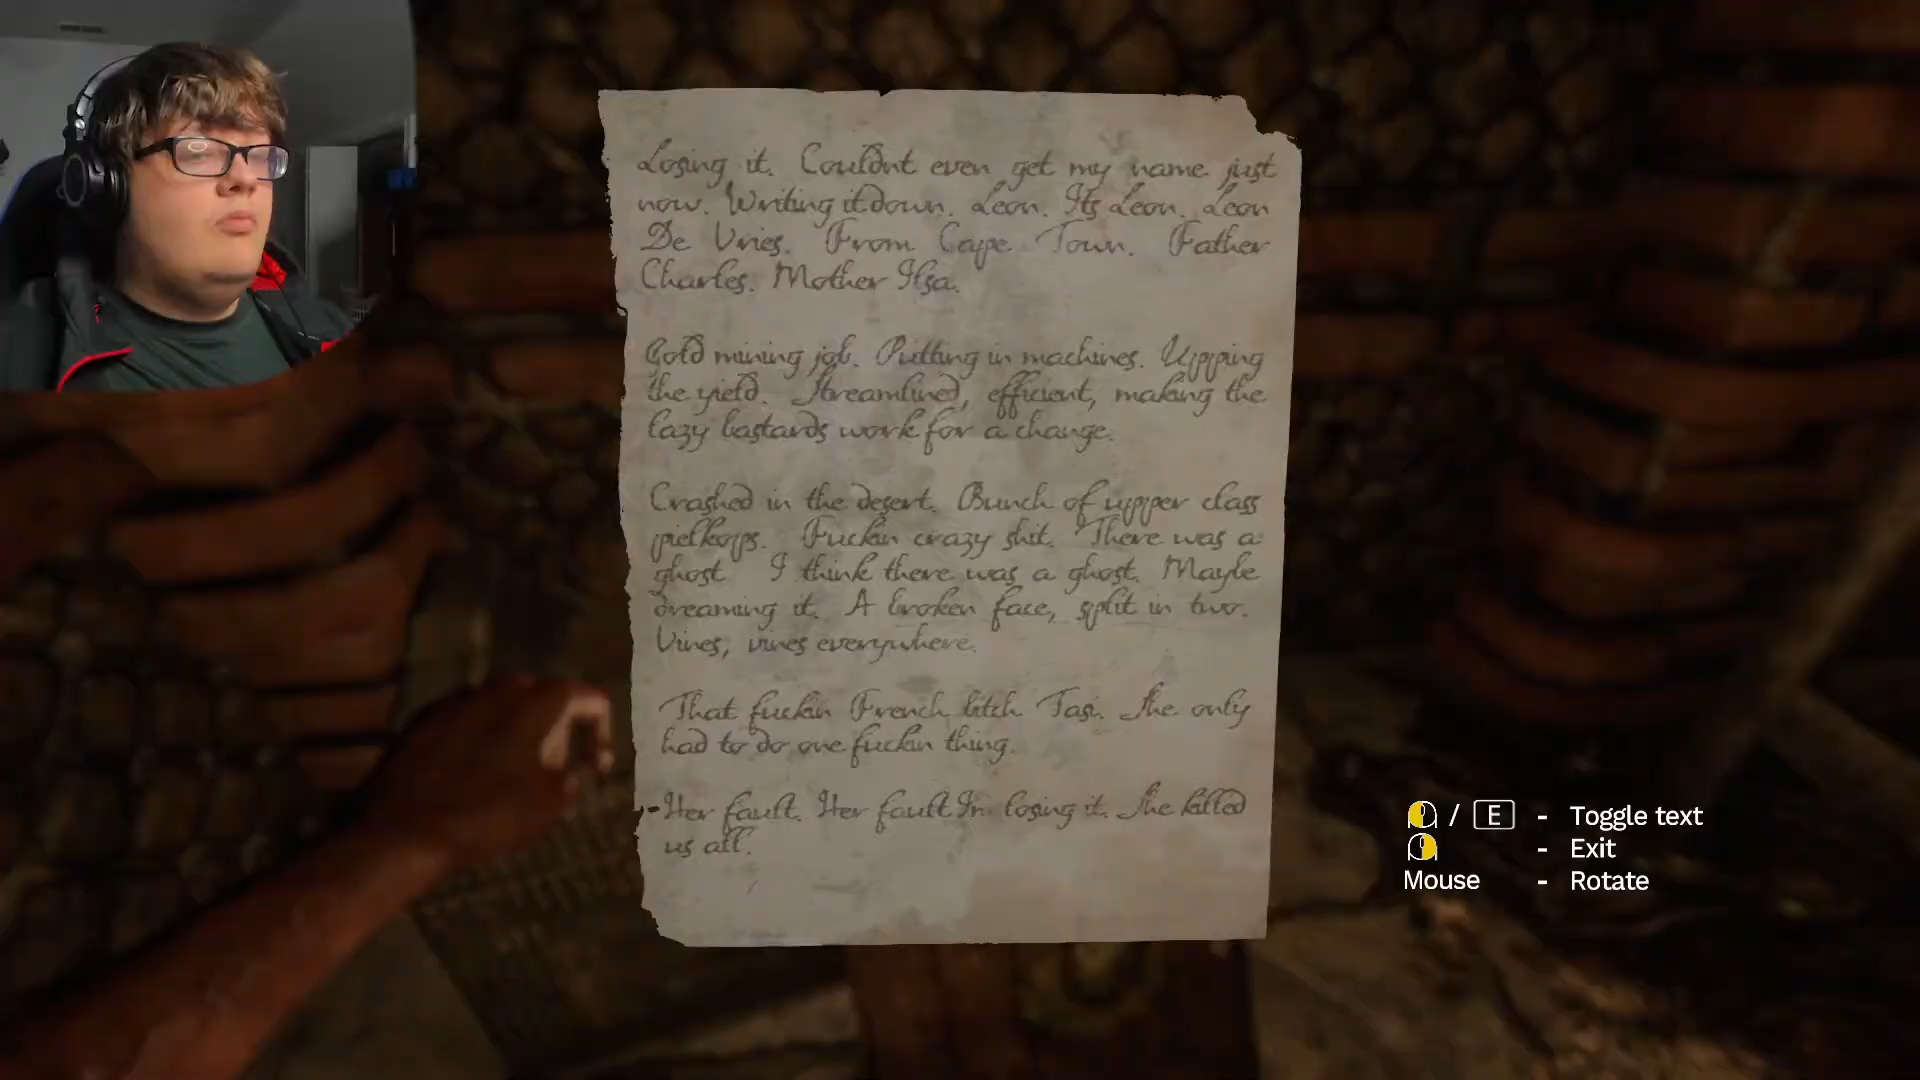 Losing it. Couldnt even get my name just
now. Writing it down. Leon. Its Leon. Leon
De Vries. From Cape Town. Father
Charles. Mother Ilsa.
Gold mining job. Putting in machines. Upping
the yield. Streamlined, efficient, making the
lazy bastards work for a change.
Crashed in the desert. Bunch of upper class
pielkops. Fuckin crazy shit. There was a
ghost I think there was a ghost. Maybe
dreaming it. A broken face, split in two.
Vines, vines everywhere.
That fuckin French bitch Tasi. She only
had to do one fuckin thing.
-Her fault. Her fault Im losing it. She killed
us all.
/ E - Toggle text
- Exit
Mouse - Rotate